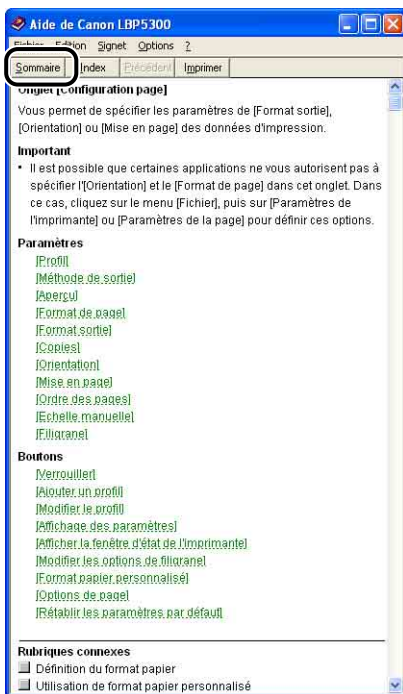 Aide de Canon LBP5300
Fichier Edition Signet Options ?
Sommaire Index Précédent Imprimer
Onglet [Configuration page]
Vous permet de spécifier les paramètres de [Format sortie],
[Orientation] ou [Mise en page] des données d'impression.
Important
• Il est possible que certaines applications ne vous autorisent pas à
spécifier l'[Orientation] et le [Format de page] dans cet onglet. Dans
ce cas, cliquez sur le menu [Fichier], puis sur [Paramètres de
l'imprimante] ou [Paramètres de la page] pour définir ces options.
Paramètres
[Profil]
[Méthode de sortie]
[Aperçu]
[Format de page]
[Format sortie]
[Copies]
[Orientation]
[Mise en page]
[Ordre des pages]
[Echelle manuelle]
[Filigrane]
Boutons
[Verrouiller]
[Ajouter un profil]
[Modifier le profil]
[Affichage des paramètres]
[Afficher la fenêtre d'état de l'imprimante]
[Modifier les options de filigrane]
[Format papier personnalisé]
[Options de page]
[Rétablir les paramètres par défaut]
Rubriques connexes
Définition du format papier
Utilisation de format papier personnalisé